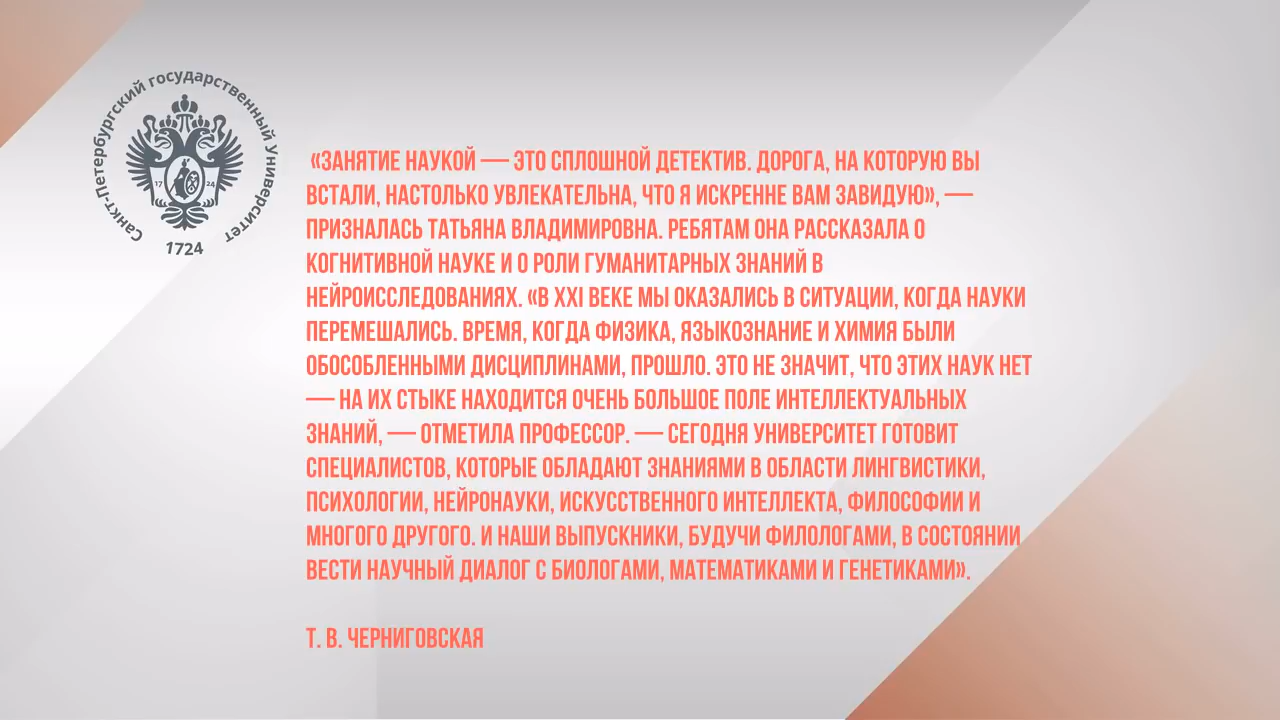 Санкт-Петербургский государственный Университет
17 24
1724
«ЗАНЯТИЕ НАУКОЙ — ЭТО СПЛОШНОЙ ДЕТЕКТИВ. ДОРОГА, НА КОТОРУЮ ВЫ
ВСТАЛИ, НАСТОЛЬКО УВЛЕКАТЕЛЬНА, ЧТО Я ИСКРЕННЕ ВАМ ЗАВИДУЮ», —
ПРИЗНАЛАСЬ ТАТЬЯНА ВЛАДИМИРОВНА. РЕБЯТАМ ОНА РАССКАЗАЛА О
КОГНИТИВНОЙ НАУКЕ И О РОЛИ ГУМАНИТАРНЫХ ЗНАНИЙ В
НЕЙРОИССЛЕДОВАНИЯХ. «В XXI ВЕКЕ МЫ ОКАЗАЛИСЬ В СИТУАЦИИ, КОГДА НАУКИ
ПЕРЕМЕШАЛИСЬ. ВРЕМЯ, КОГДА ФИЗИКА, ЯЗЫКОЗНАНИЕ И ХИМИЯ БЫЛИ
ОБОСОБЛЕННЫМИ ДИСЦИПЛИНАМИ, ПРОШЛО. ЭТО НЕ ЗНАЧИТ, ЧТО ЭТИХ НАУК НЕТ
— НА ИХ СТЫКЕ НАХОДИТСЯ ОЧЕНЬ БОЛЬШОЕ ПОЛЕ ИНТЕЛЛЕКТУАЛЬНЫХ
ЗНАНИЙ, — ОТМЕТИЛА ПРОФЕССОР. — СЕГОДНЯ УНИВЕРСИТЕТ ГОТОВИТ
СПЕЦИАЛИСТОВ, КОТОРЫЕ ОБЛАДАЮТ ЗНАНИЯМИ В ОБЛАСТИ ЛИНГВИСТИКИ,
ПСИХОЛОГИИ, НЕЙРОНАУКИ, ИСКУССТВЕННОГО ИНТЕЛЛЕКТА, ФИЛОСОФИИ И
МНОГОГО ДРУГОГО. И НАШИ ВЫПУСКНИКИ, БУДУЧИ ФИЛОЛОГАМИ, В СОСТОЯНИИ
ВЕСТИ НАУЧНЫЙ ДИАЛОГ С БИОЛОГАМИ, МАТЕМАТИКАМИ И ГЕНЕТИКАМИ».
Т. В. ЧЕРНИГОВСКАЯ